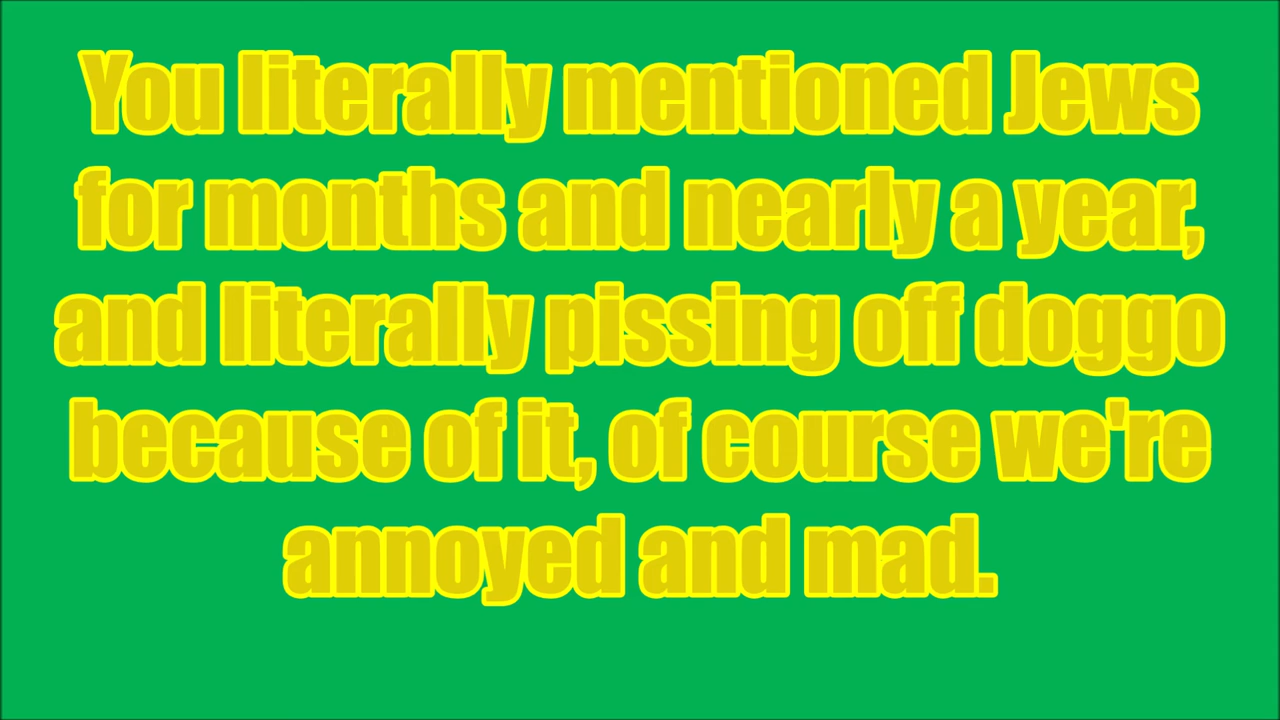 You literally mentioned Jews
for months and nearly a year,
and literally pissing off doggo
because of it, of course we're
annoyed and mad.